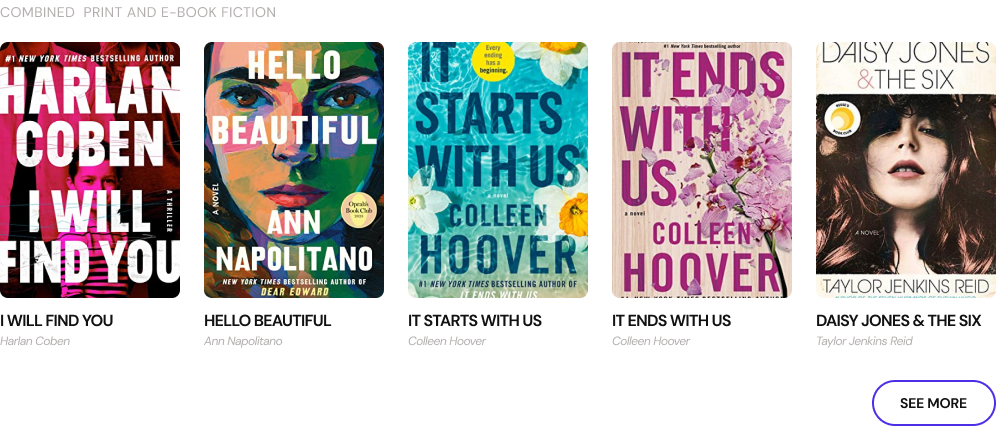 COMBINED PRINT AND E-BOOK FICTION
#1 NEW YORK TIMES BESTSELLING AUTHOR
HARLAN
COBEN
I WILL
FIND YOU
A THRILLER
HELLO
BEAUTIFUL
A NOVEL
Oprah's
Book Club
ANN
NAPOLITANO
NEW YORK TIMES BESTSELLING AUTHOR OF
DEAR EDWARD
Every
ending
has a
beginning.
IT
STARTS
WITH US
a novel
COLLEEN
HOOVER
#1 NEW YORK TIMES BESTSELLING AUTHOR OF
IT ENDS WITH US
#1 New York Times bestselling author
IT ENDS
WITH
US
a novel
COLLEEN
HOOVER
DAISY JONES
& THE SIX
A NOVEL
TAYLOR JENKINS REID
I WILL FIND YOU
Harlan Coben
HELLO BEAUTIFUL
Ann Napolitano
IT STARTS WITH US
Colleen Hoover
IT ENDS WITH US
Colleen Hoover
DAISY JONES & THE SIX
Taylor Jenkins Reid
SEE MORE